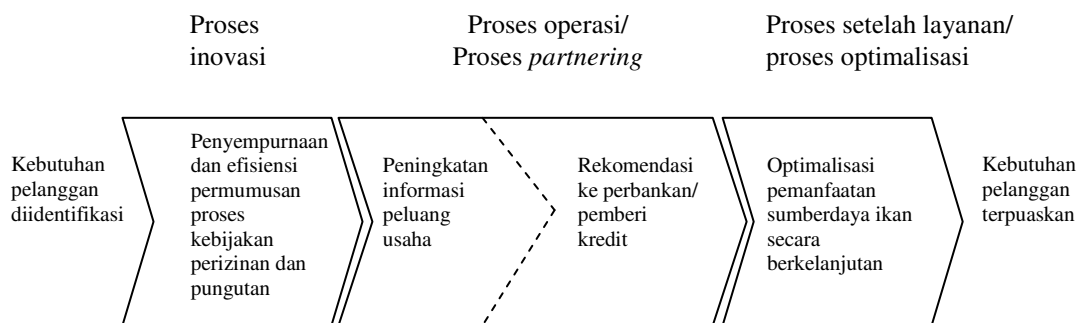 Proses
inovasi
Proses operasi/
Proses partnering
Proses setelah layanan/
proses optimalisasi
Kebutuhan
pelanggan
diidentifikasi
Penyempurnaan
dan efisiensi
permumusan
proses
kebijakan
perizinan dan
pungutan
Peningkatan
informasi
peluang
usaha
Rekomendasi
ke perbankan/
pemberi
kredit
Optimalisasi
pemanfaatan
sumberdaya ikan
secara
berkelanjutan
Kebutuhan
pelanggan
terpuaskan